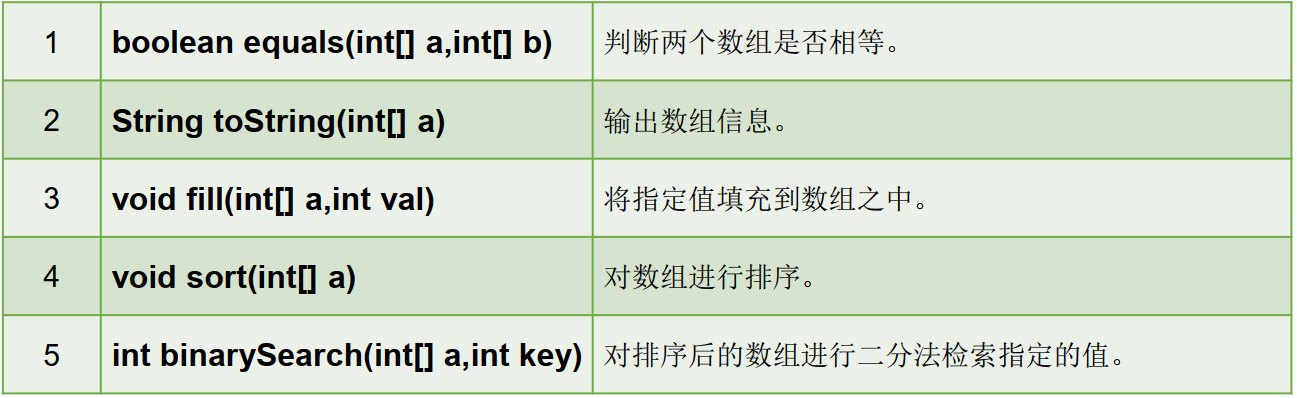 1 boolean equals(int[] a,int[] b) 判断两个数组是否相等。
2 String toString(int[] a) 输出数组信息。
3 void fill(int[] a,int val) 将指定值填充到数组之中。
4 void sort(int[] a) 对数组进行排序。
5 int binarySearch(int[] a,int key) 对排序后的数组进行二分法检索指定的值。